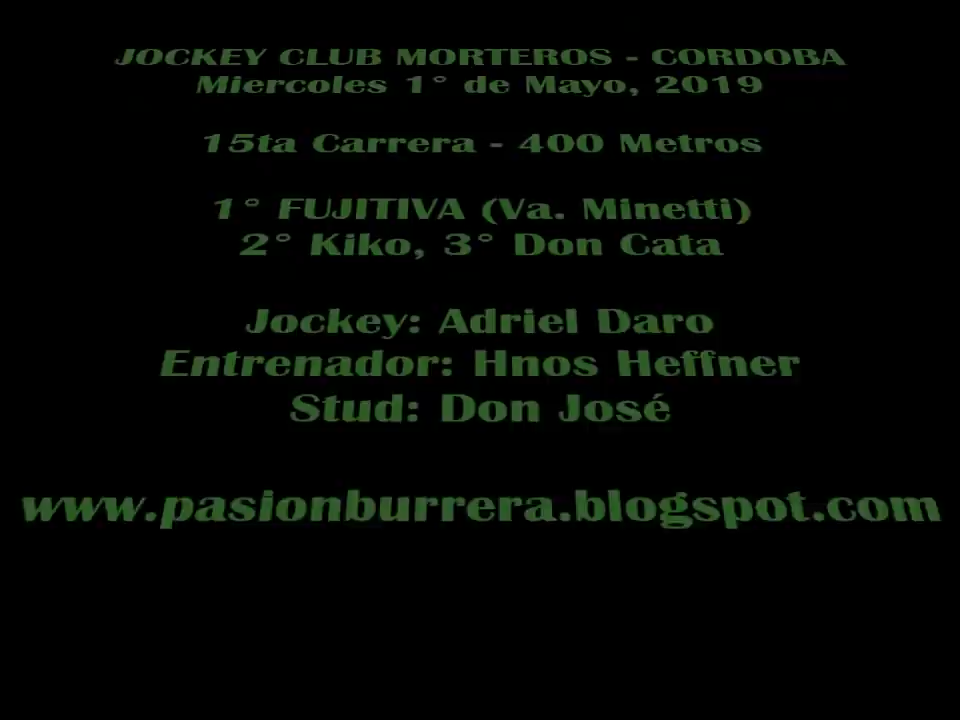 JOCKEY CLUB MORTEROS - CORDOBA
Miercoles 1° de Mayo, 2019
15ta Carrera - 400 Metros
1° FUJITIVA (Va. Minetti)
2° Kiko, 3° Don Cata
Jockey: Adriel Daro
Entrenador: Hnos Heffner
Stud: Don José
www.pasionburrera.blogspot.com